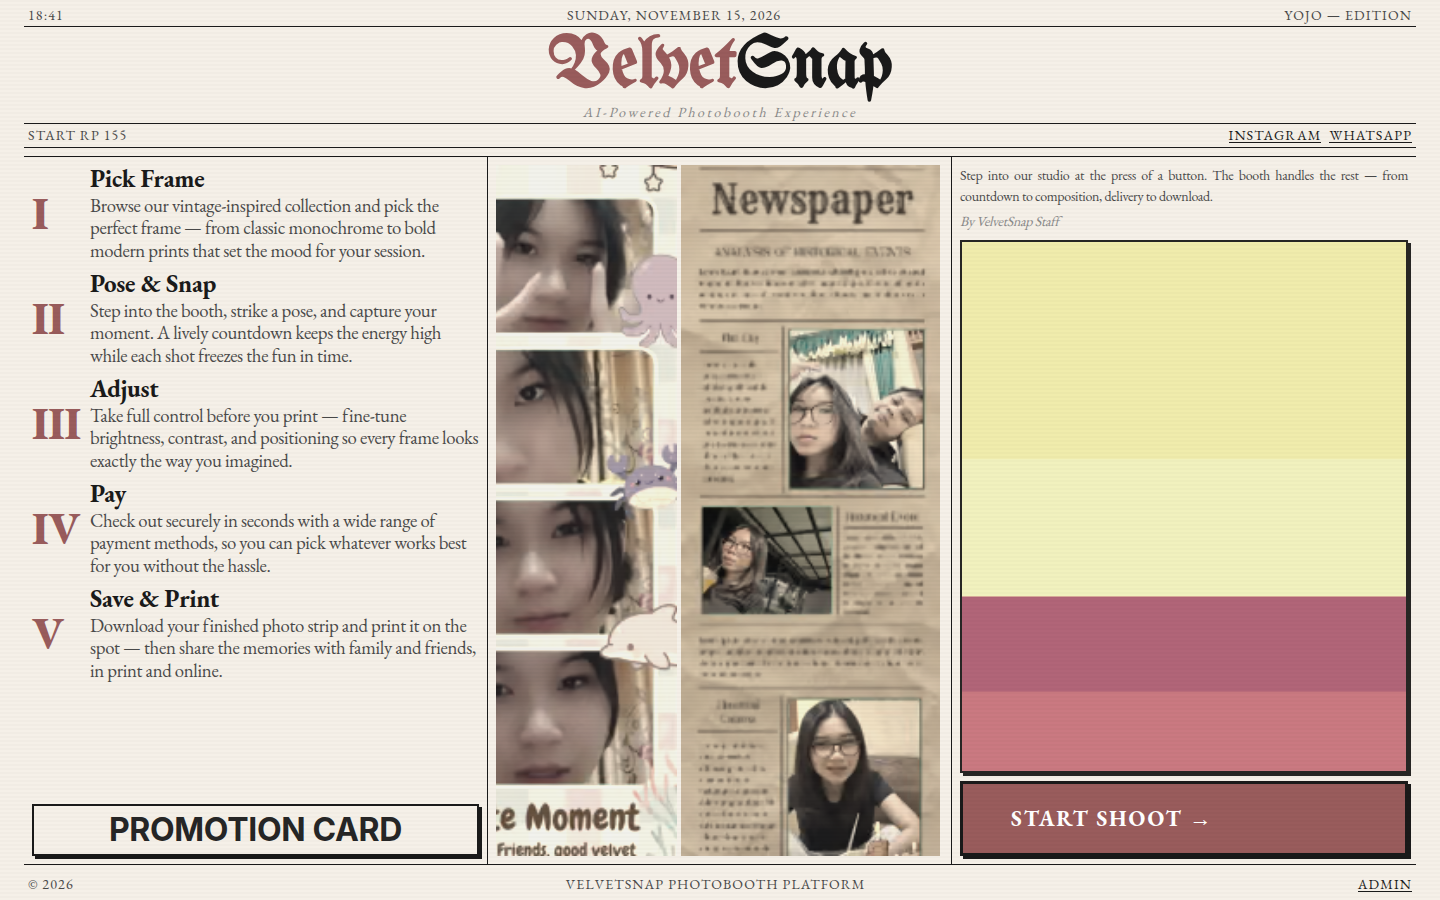 18:41
SUNDAY, NOVEMBER 15, 2026
YOJO — EDITION
VelvetSnap
AI-Powered Photobooth Experience
START RP 155
INSTAGRAM WHATSAPP
I
Pick Frame
Browse our vintage-inspired collection and pick the
perfect frame — from classic monochrome to bold
modern prints that set the mood for your session.
II
Pose & Snap
Step into the booth, strike a pose, and capture your
moment. A lively countdown keeps the energy high
while each shot freezes the fun in time.
III
Adjust
Take full control before you print — fine-tune
brightness, contrast, and positioning so every frame looks
exactly the way you imagined.
IV
Pay
Check out securely in seconds with a wide range of
payment methods, so you can pick whatever works best
for you without the hassle.
V
Save & Print
Download your finished photo strip and print it on the
spot — then share the memories with family and friends,
in print and online.
PROMOTION CARD
e Moment
Friends, good velvet
Newspaper
ANALYSIS OF HISTORICAL EVENTS
Step into our studio at the press of a button. The booth handles the rest — from
countdown to composition, delivery to download.
By VelvetSnap Staff
START SHOOT →
© 2026
VELVETSNAP PHOTOBOOTH PLATFORM
ADMIN